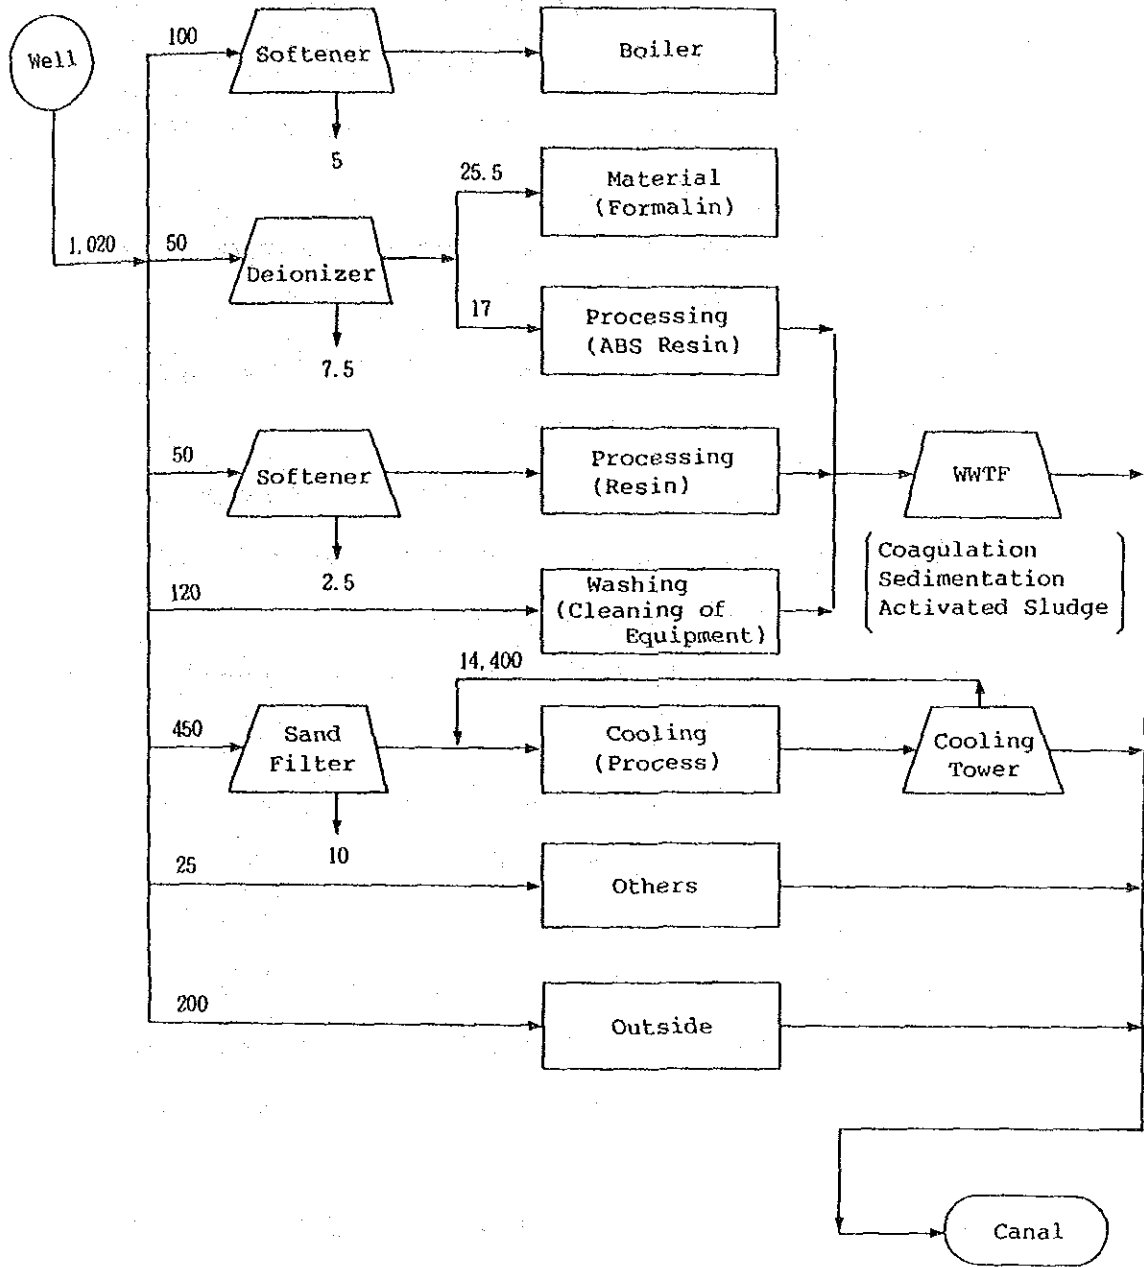 Well
100
Softener
Boiler
5
25.5
Material
(Formalin)
1,020
50
Deionizer
17
Processing
(ABS Resin)
7.5
50
Softener
Processing
(Resin)
WWTF
Coagulation
Sedimentation
Activated Sludge
2.5
120
Washing
(Cleaning of
Equipment)
14,400
450
Sand
Filter
Cooling
(Process)
Cooling
Tower
10
25
Others
200
Outside
Canal